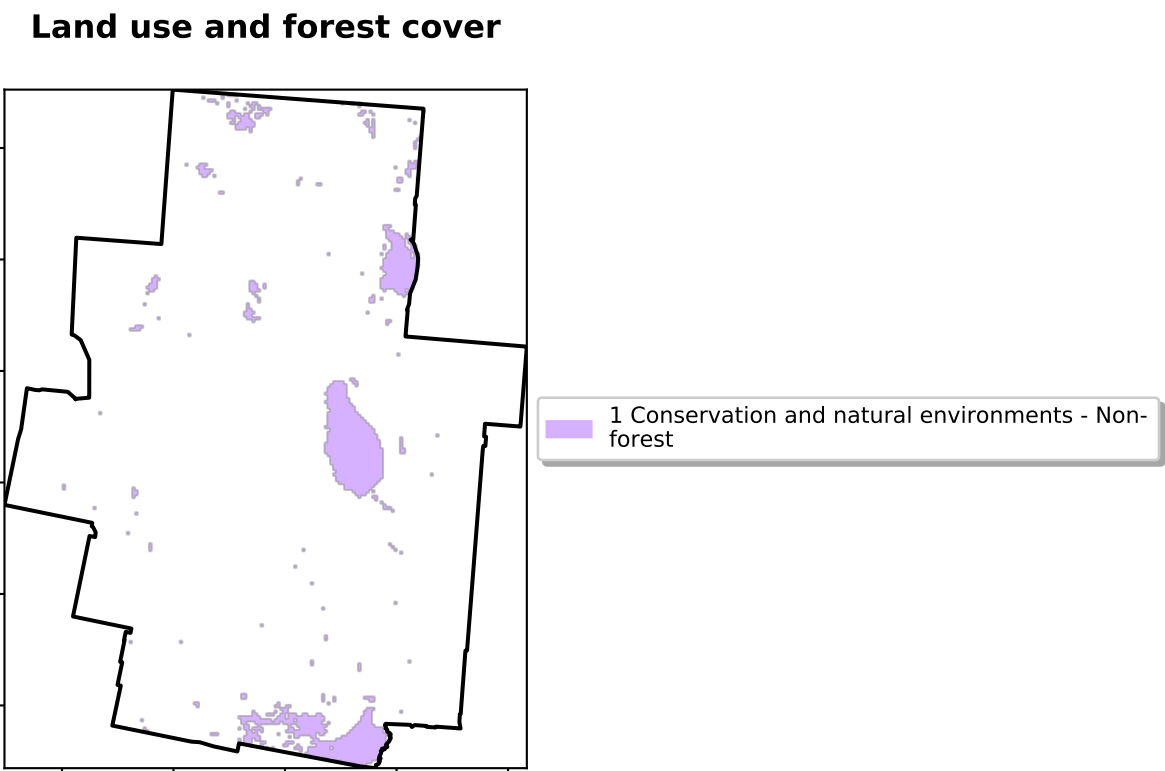 Land use and forest cover
1 Conservation and natural environments - Non-
forest